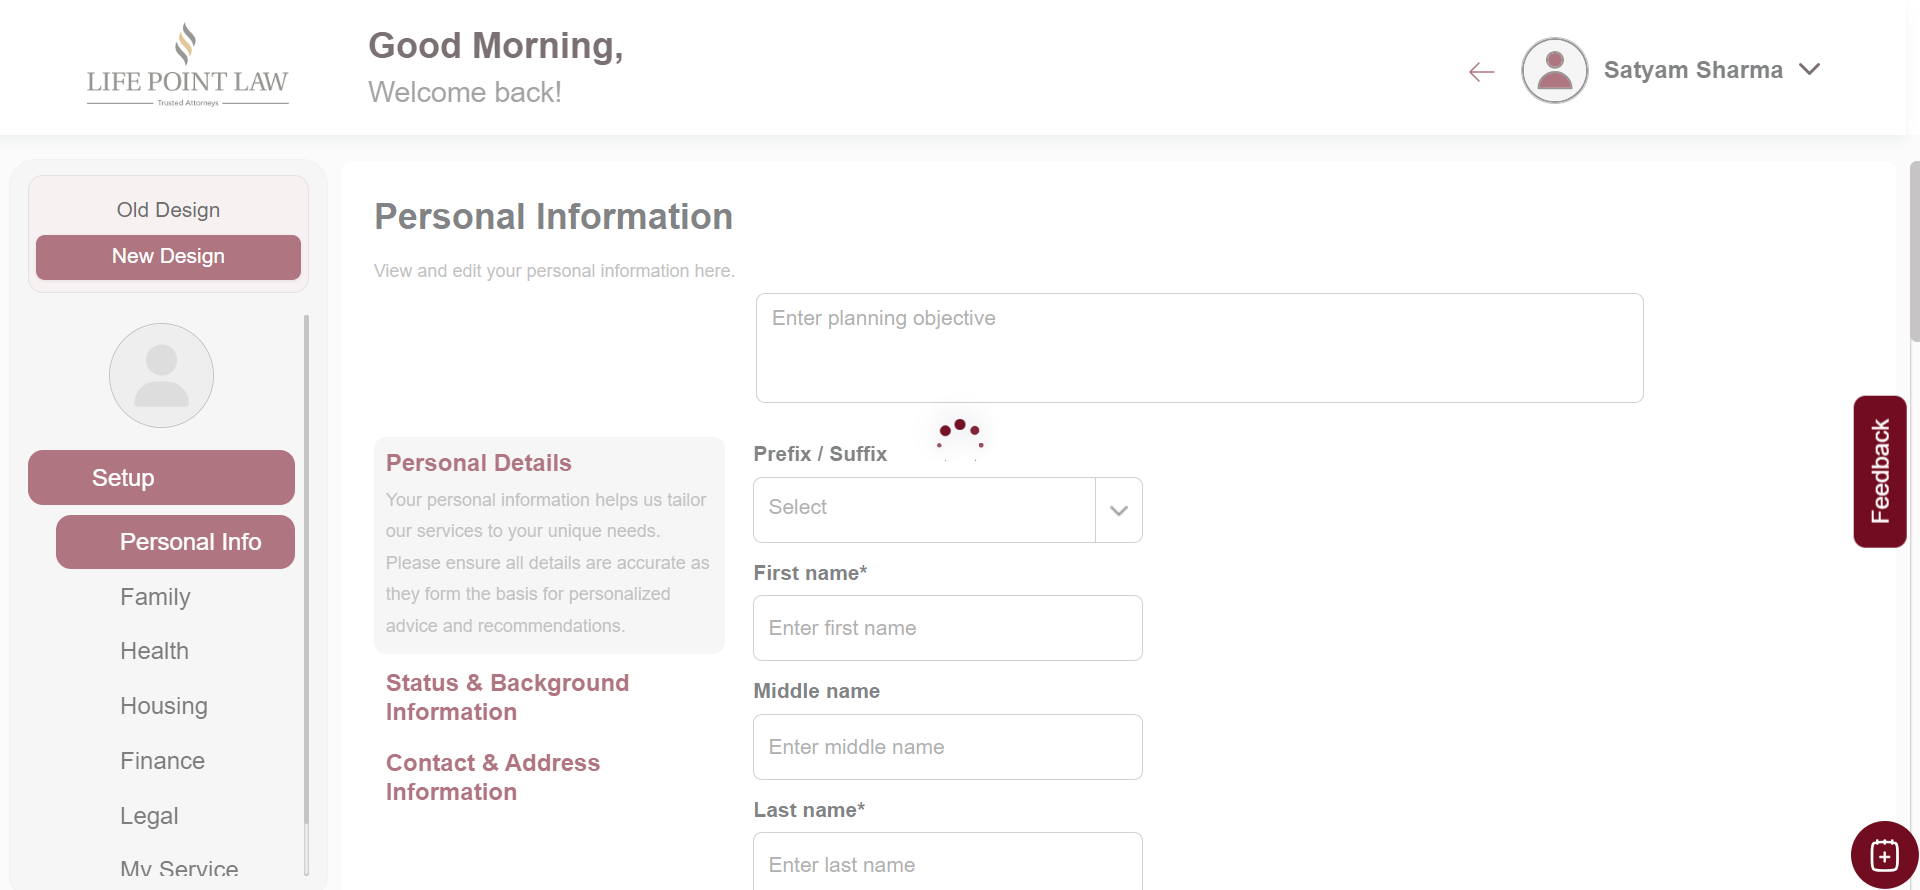 LIFE POINT LAW
Trusted Attorneys
Good Morning,
Welcome back!
Satyam Sharma
Old Design
New Design
Setup
Personal Info
Family
Health
Housing
Finance
Legal
My Service
Personal Information
View and edit your personal information here.
Enter planning objective
Personal Details
Your personal information helps us tailor
our services to your unique needs.
Please ensure all details are accurate as
they form the basis for personalized
advice and recommendations.
Status & Background
Information
Contact & Address
Information
Prefix / Suffix
Select
First name*
Enter first name
Middle name
Enter middle name
Last name*
Enter last name
Feedback